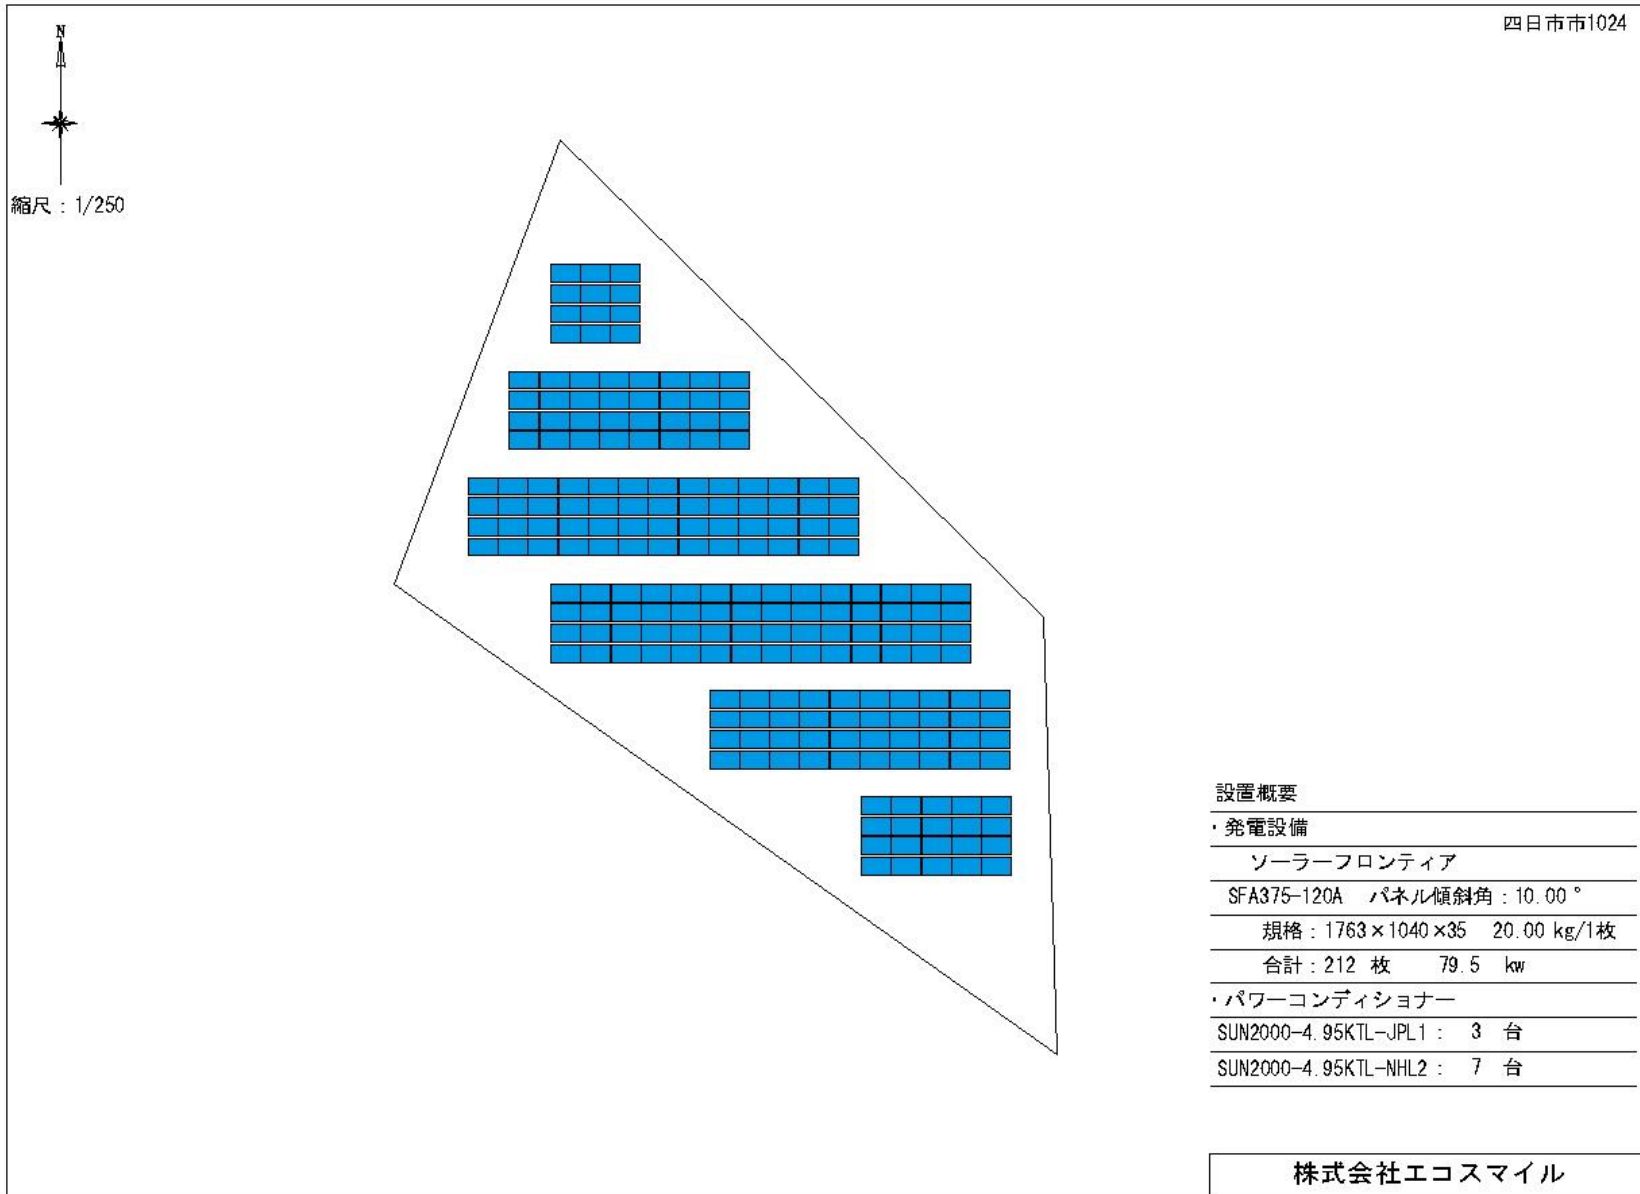 四日市市1024
N
縮尺：1/250
設置概要
・発電設備
ソーラーフロンティア
SFA375-120A パネル傾斜角：10.00°
規格：1763×1040×35 20.00 kg/1枚
合計：212 枚 79.5 kw
・パワーコンディショナー
SUN2000-4.95KTL-JPL1： 3 台
SUN2000-4.95KTL-NHL2： 7 台
株式会社エコスマイル